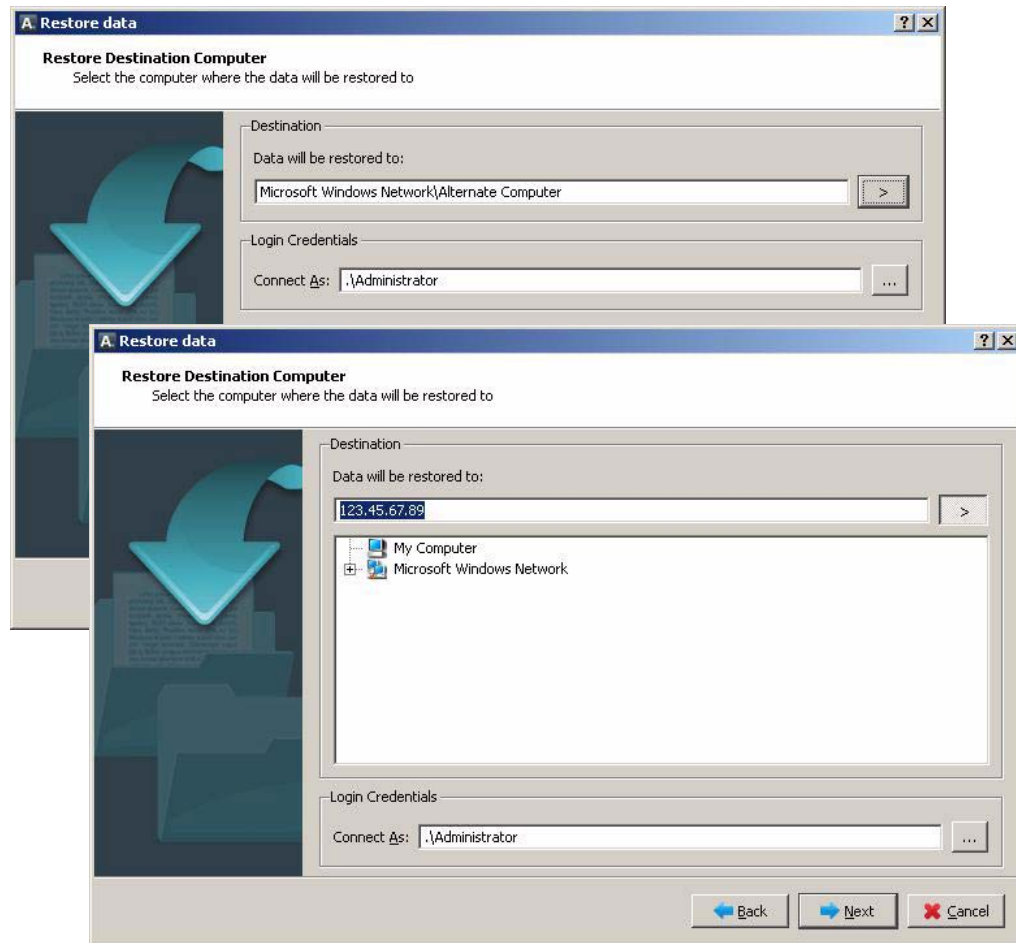 A. Restore data
Restore Destination Computer
Select the computer where the data will be restored to
Destination
Data will be restored to:
Microsoft Windows Network\Alternate Computer
>
Login Credentials
Connect As: .\Administrator ...
A. Restore data
Restore Destination Computer
Select the computer where the data will be restored to
Destination
Data will be restored to:
123.45.67.89
>
My Computer
Microsoft Windows Network
Login Credentials
Connect As: .\Administrator ...
Back Next Cancel